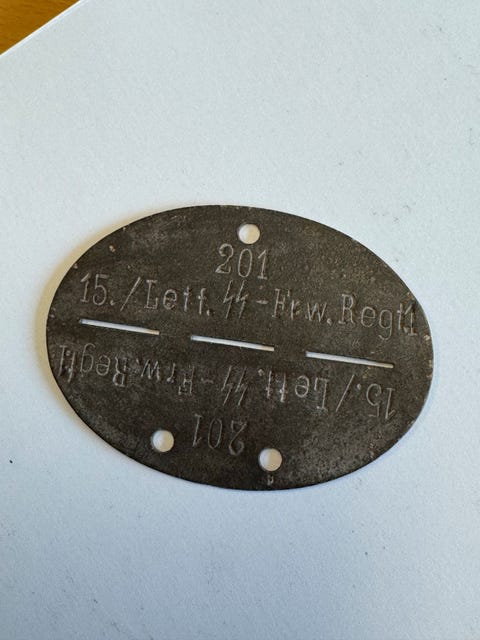 201
15./Lett. ᛋᛋ-Frw. Regt1
15./Lett. ᛋᛋ-Frw. Regt1
201